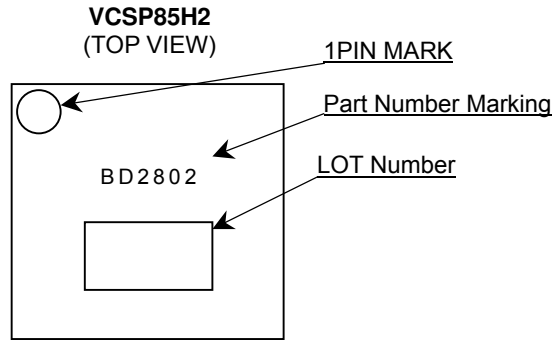 VCSP85H2
(TOP VIEW)
1PIN MARK
Part Number Marking
BD2802
LOT Number